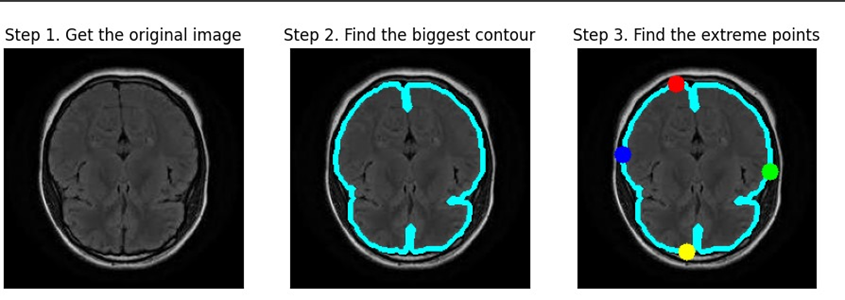 Step 1. Get the original image
Step 2. Find the biggest contour
Step 3. Find the extreme points